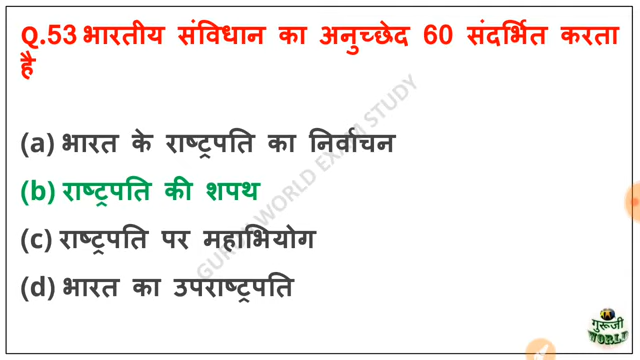 Q.53 भारतीय संविधान का अनुच्छेद 60 संदर्भित करता
है
(a) भारत के राष्ट्रपति का निर्वाचन
(b) राष्ट्रपति की शपथ
(c) राष्ट्रपति पर महाभियोग
(d) भारत का उपराष्ट्रपति
GURUJI WORLD EXAM STUDY
गुरूजी
WORLD